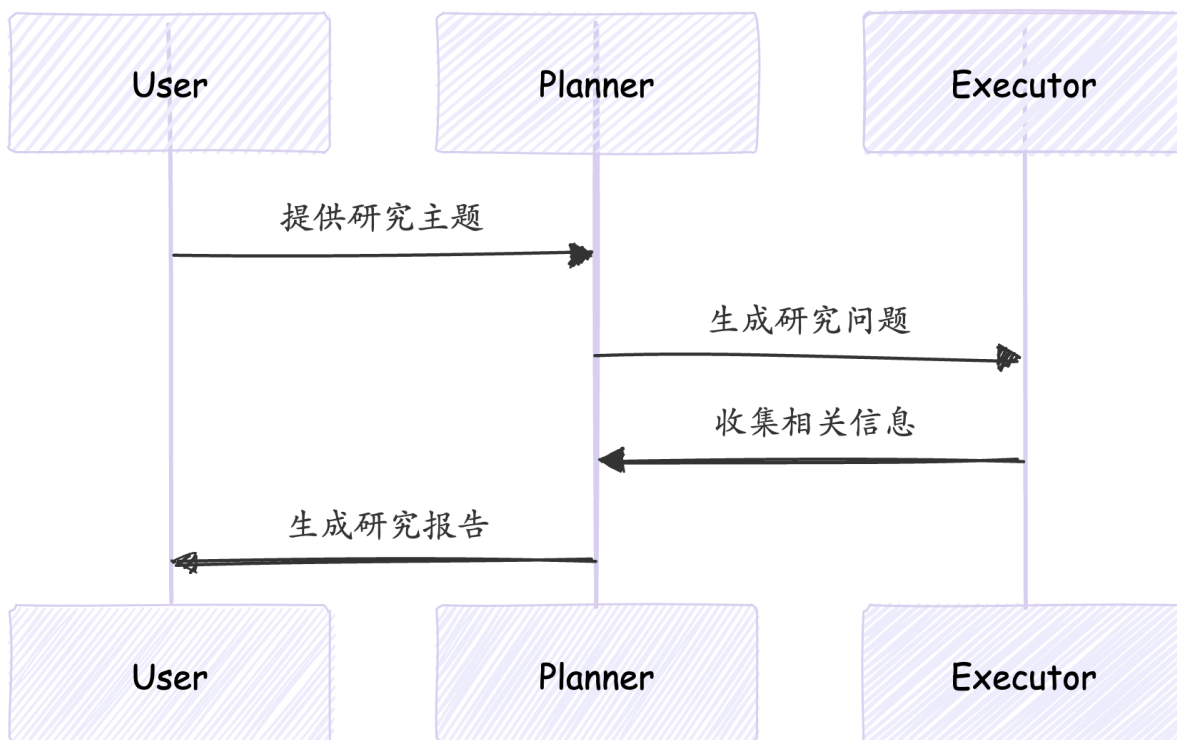 User
Planner
Executor
提供研究主题
生成研究问题
收集相关信息
生成研究报告
User
Planner
Executor